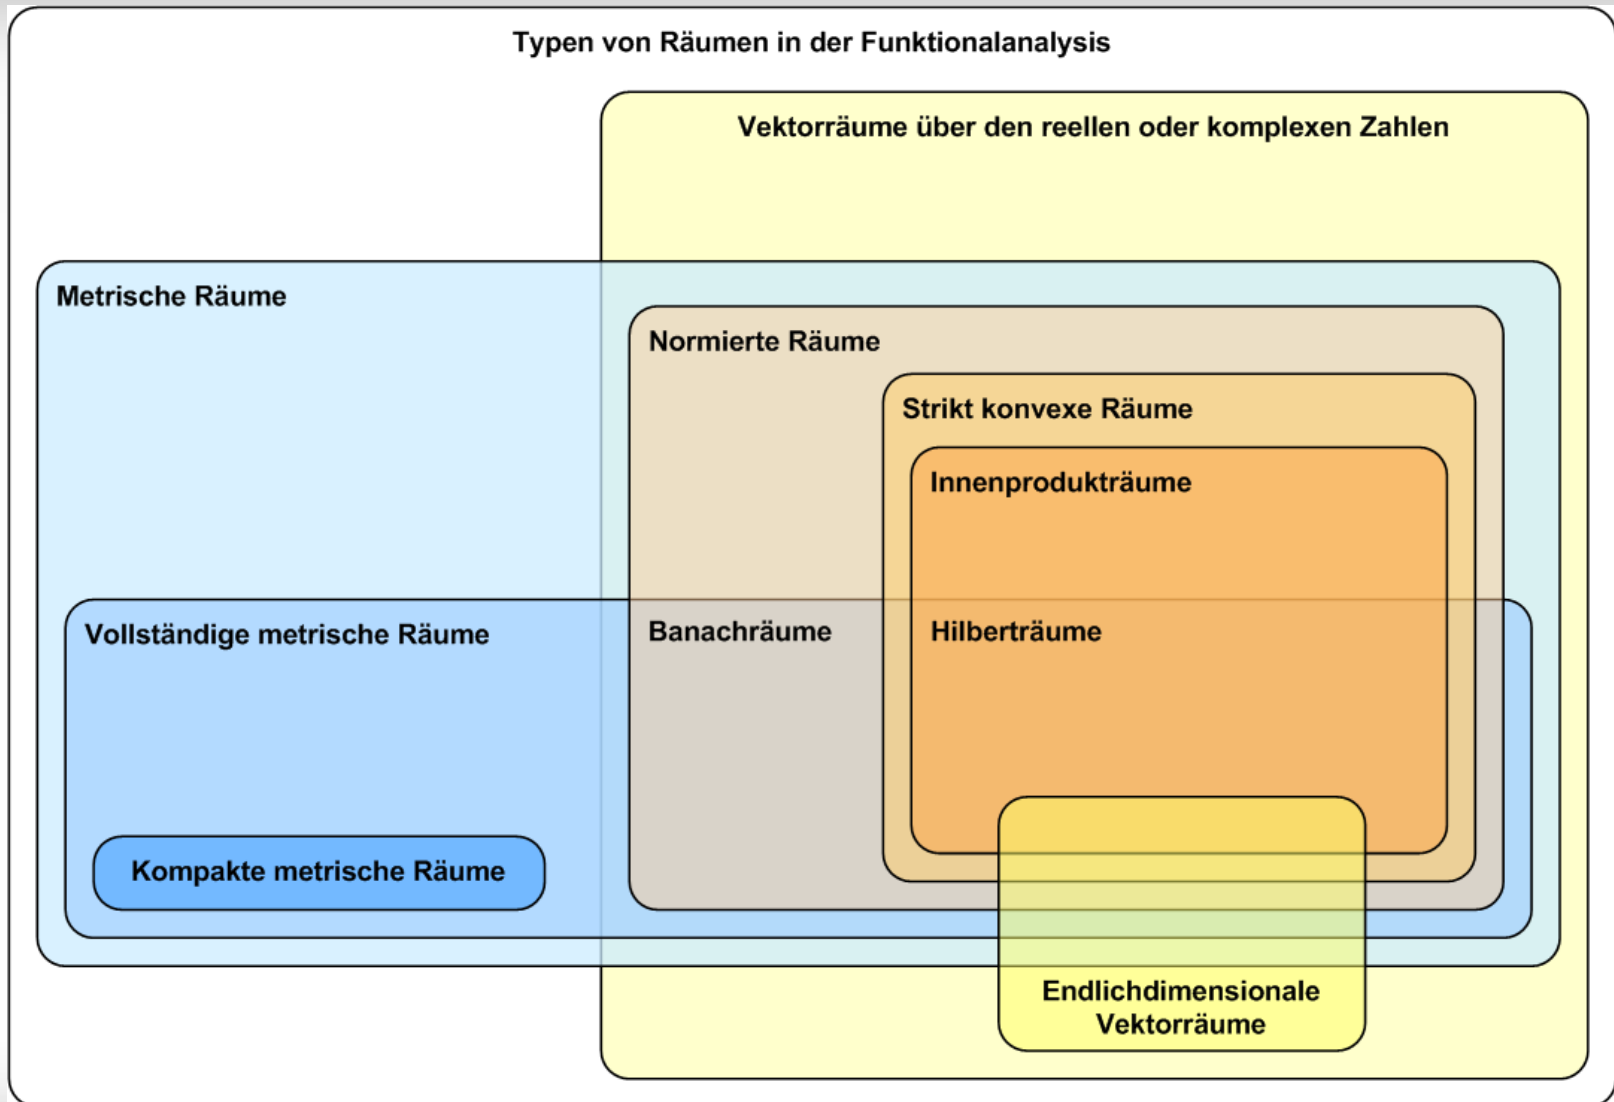 Typen von Räumen in der Funktionalanalysis
Vektorräume über den reellen oder komplexen Zahlen
Metrische Räume
Normierte Räume
Strikt konvexe Räume
Innenprodukträume
Vollständige metrische Räume
Banachräume
Hilberträume
Kompakte metrische Räume
Endlichdimensionale
Vektorräume